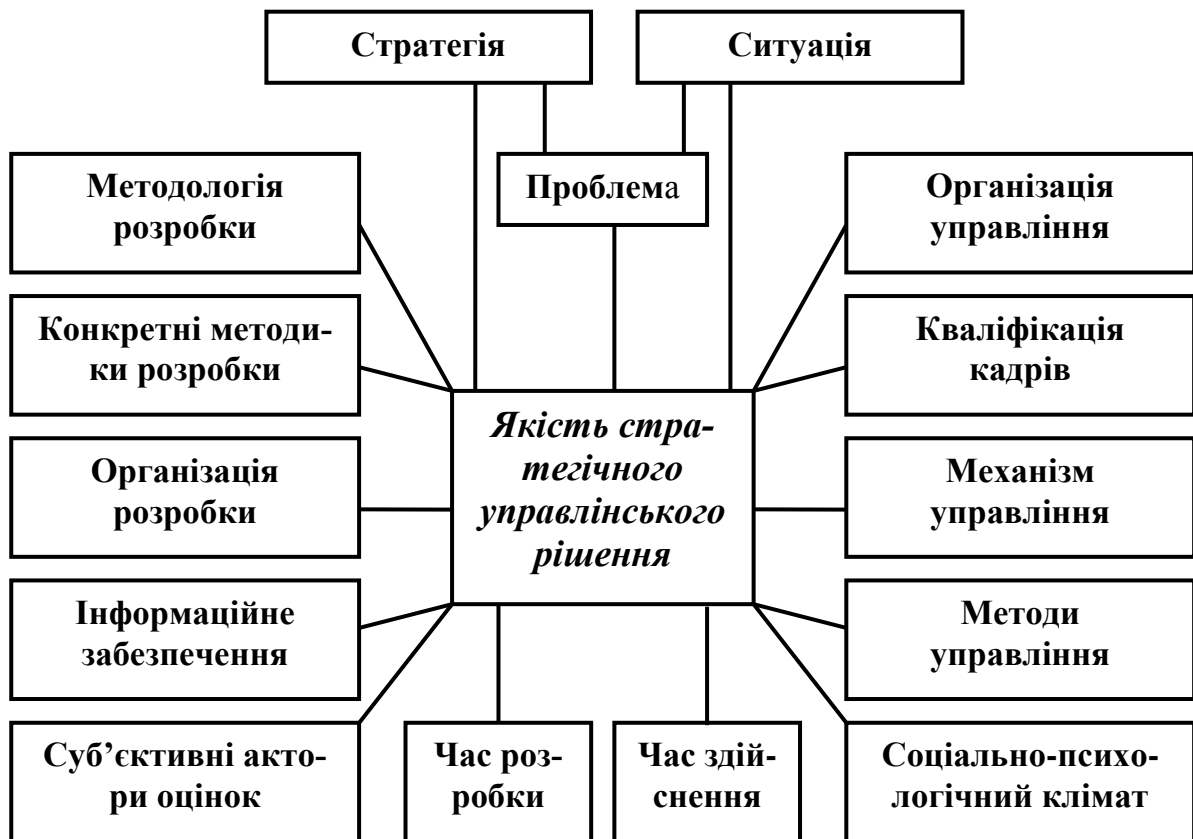 Стратегія
Ситуація
Проблема
Методологія
розробки
Організація
управління
Конкретні методи-
ки розробки
Кваліфікація
кадрів
Якість стра-
тегічного
управлінського
рішення
Організація
розробки
Механізм
управління
Інформаційне
забезпечення
Методи
управління
Суб’єктивні акто-
ри оцінок
Час роз-
робки
Час здій-
снення
Соціально-психо-
логічний клімат